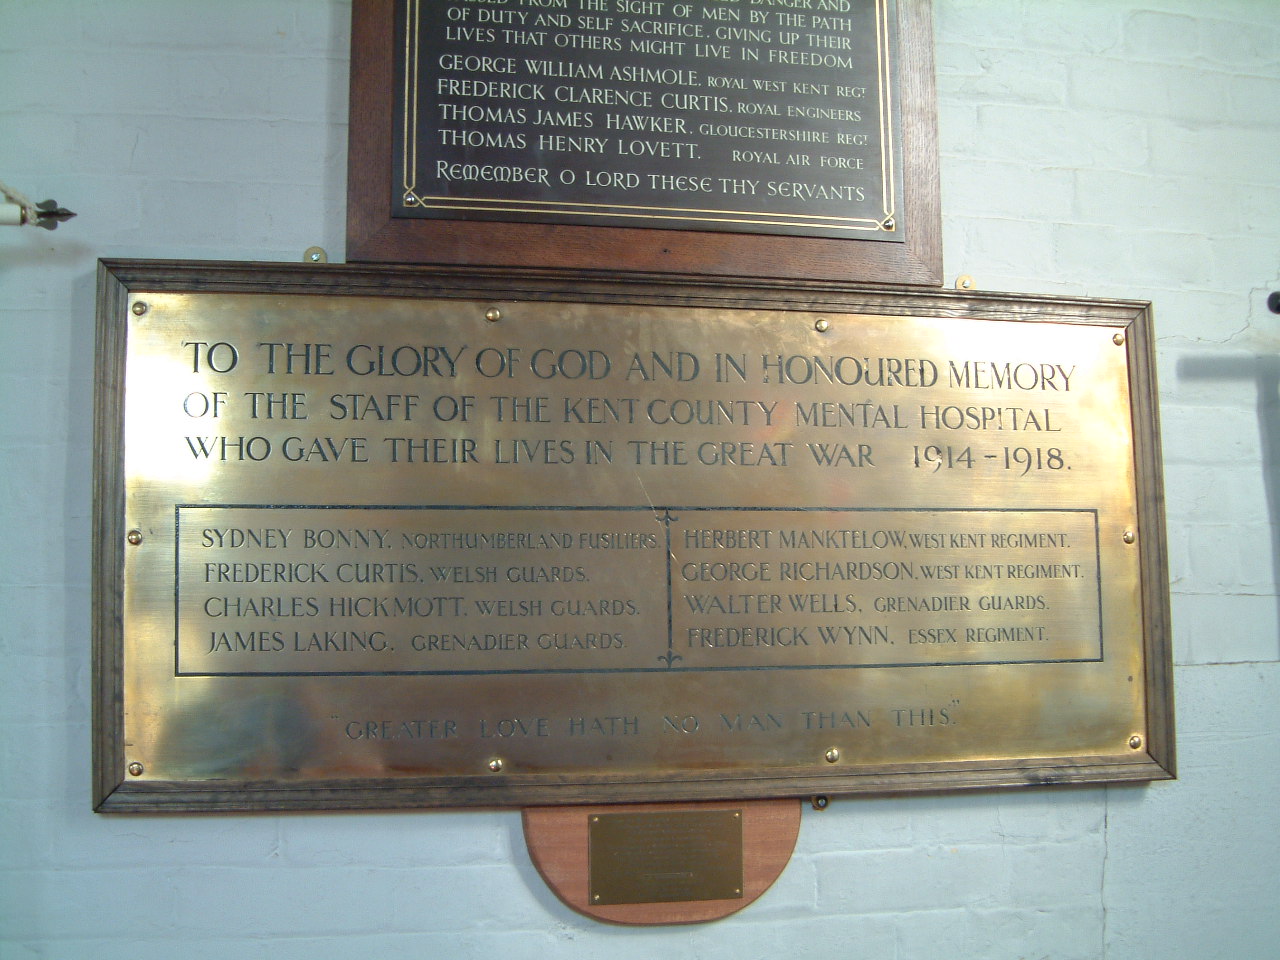 PASSED FROM THE SIGHT OF MEN BY THE PATH
OF DUTY AND SELF SACRIFICE, GIVING UP THEIR
LIVES THAT OTHERS MIGHT LIVE IN FREEDOM
GEORGE WILLIAM ASHMOLE. ROYAL WEST KENT REGT
FREDERICK CLARENCE CURTIS. ROYAL ENGINEERS
THOMAS JAMES HAWKER. GLOUCESTERSHIRE REGT
THOMAS HENRY LOVETT. ROYAL AIR FORCE
REMEMBER O LORD THESE THY SERVANTS
TO THE GLORY OF GOD AND IN HONOURED MEMORY
OF THE STAFF OF THE KENT COUNTY MENTAL HOSPITAL
WHO GAVE THEIR LIVES IN THE GREAT WAR 1914-1918.
SYDNEY BONNY. NORTHUMBERLAND FUSILIERS.
FREDERICK CURTIS. WELSH GUARDS.
CHARLES HICKMOTT. WELSH GUARDS.
JAMES LAKING. GRENADIER GUARDS.
HERBERT MANKTELOW. WEST KENT REGIMENT.
GEORGE RICHARDSON. WEST KENT REGIMENT.
WALTER WELLS. GRENADIER GUARDS.
FREDERICK WYNN. ESSEX REGIMENT.
"GREATER LOVE HATH NO MAN THAN THIS."